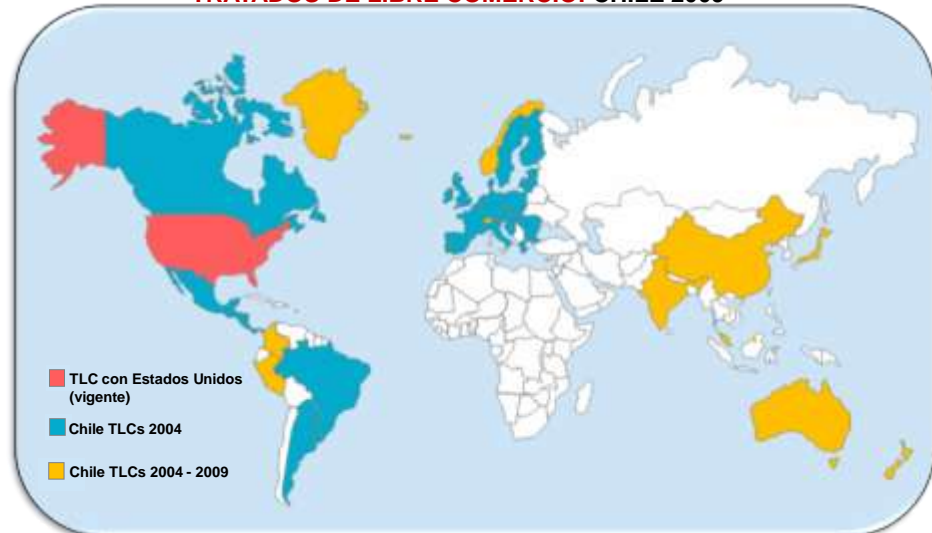 TRATADOS DE LIBRE COMERCIO: CHILE 2009
TLC con Estados Unidos
(vigente)
Chile TLCs 2004
Chile TLCs 2004 - 2009